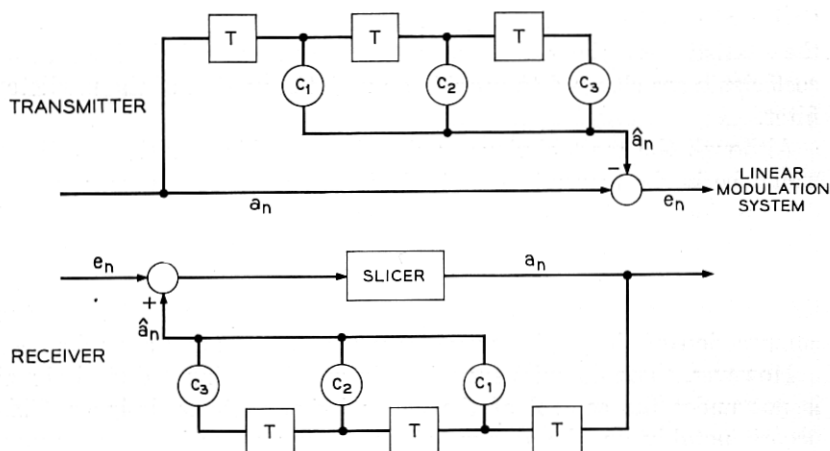 T T T
C1 C2 C3
TRANSMITTER
ân
−
an
en
LINEAR
MODULATION
SYSTEM
en
SLICER
an
+
ân
RECEIVER
C3 C2 C1
T T T